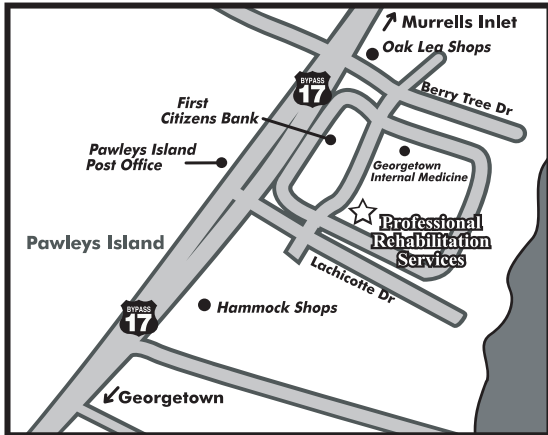 Murrells Inlet
Oak Lea Shops
BYPASS
17
Berry Tree Dr
First
Citizens Bank
Pawleys Island
Post Office
Georgetown
Internal Medicine
Professional
Rehabilitation
Services
Pawleys Island
Lachicotte Dr
Hammock Shops
BYPASS
17
Georgetown